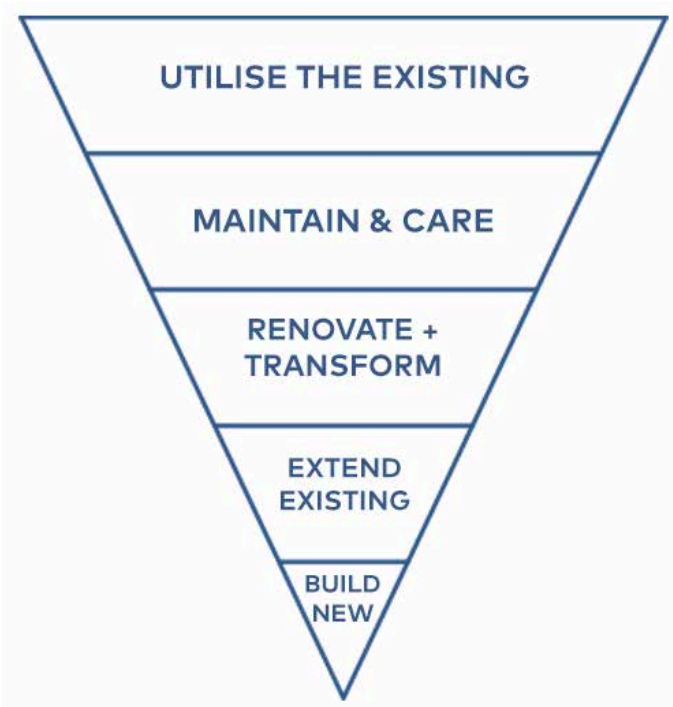 UTILISE THE EXISTING
MAINTAIN & CARE
RENOVATE +
TRANSFORM
EXTEND
EXISTING
BUILD
NEW